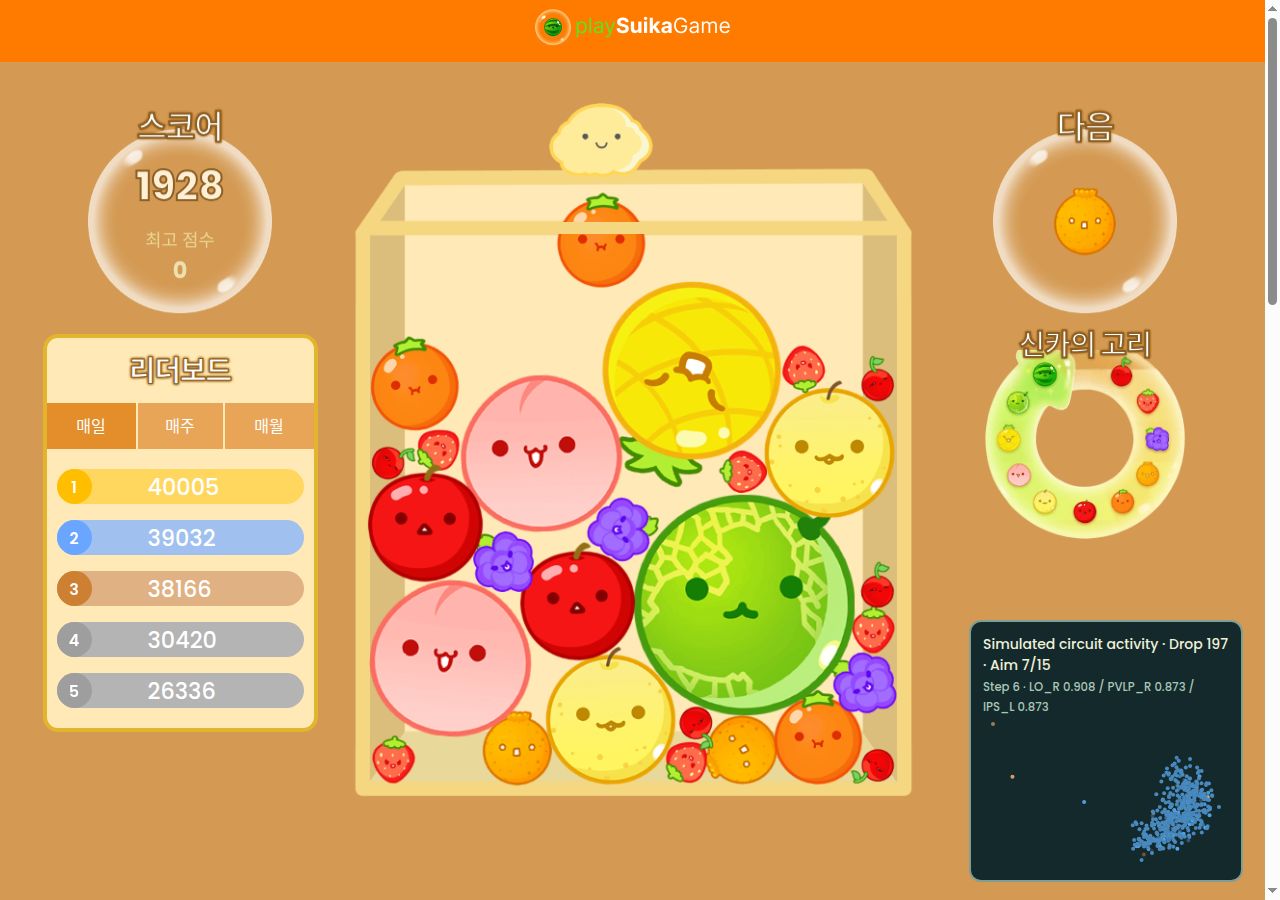 playSuikaGame
스코어
1928
최고 점수
0
다음
리더보드
매일 매주 매월
1 40005
2 39032
3 38166
4 30420
5 26336
신카의 고리
Simulated circuit activity · Drop 197
· Aim 7/15
Step 6 · LO_R 0.908 / PVLP_R 0.873 /
IPS_L 0.873